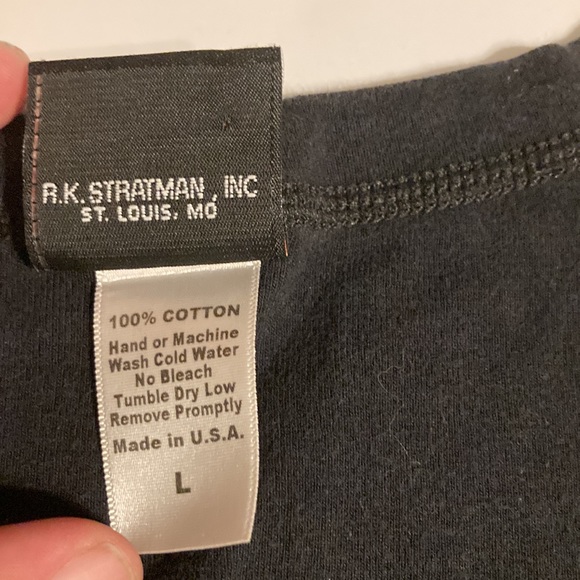 R.K. STRATMAN, INC
ST. LOUIS, MO
100% COTTON
Hand or Machine
Wash Cold Water
No Bleach
Tumble Dry Low
Remove Promptly
Made in U.S.A.
L